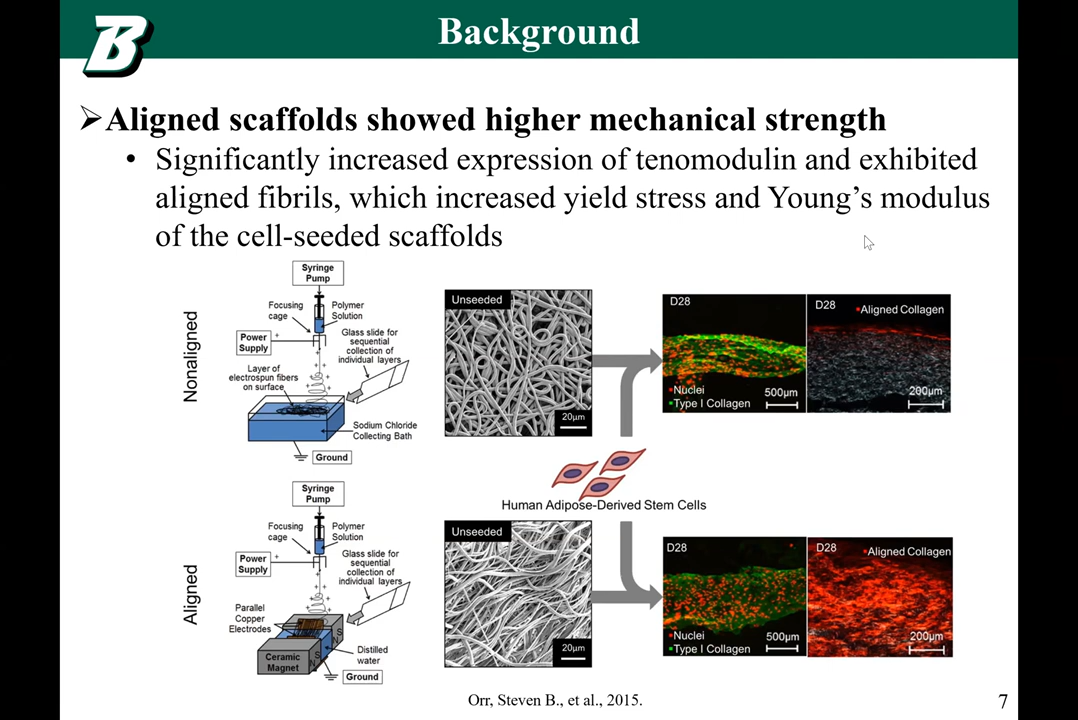 B
Background
Aligned scaffolds showed higher mechanical strength
• Significantly increased expression of tenomodulin and exhibited
aligned fibrils, which increased yield stress and Young’s modulus
of the cell-seeded scaffolds
Nonaligned
Syringe
Pump
Focusing
cage
Polymer
Solution
Power
Supply
+
Glass slide for
sequential
collection of
individual layers
Layer of
electrospun fibers
on surface
Sodium Chloride
Collecting Bath
Ground
Unseeded
20µm
D28
Nuclei
Type I Collagen
500µm
D28
Aligned Collagen
200µm
Human Adipose-Derived Stem Cells
Aligned
Syringe
Pump
Focusing
cage
Polymer
Solution
Power
Supply
+
Glass slide for
sequential
collection of
individual layers
Parallel
Copper
Electrodes
Ceramic
Magnet
S
N
S
N
Distilled
water
Ground
Unseeded
20µm
D28
Nuclei
Type I Collagen
500µm
D28
Aligned Collagen
200µm
Orr, Steven B., et al., 2015.
7